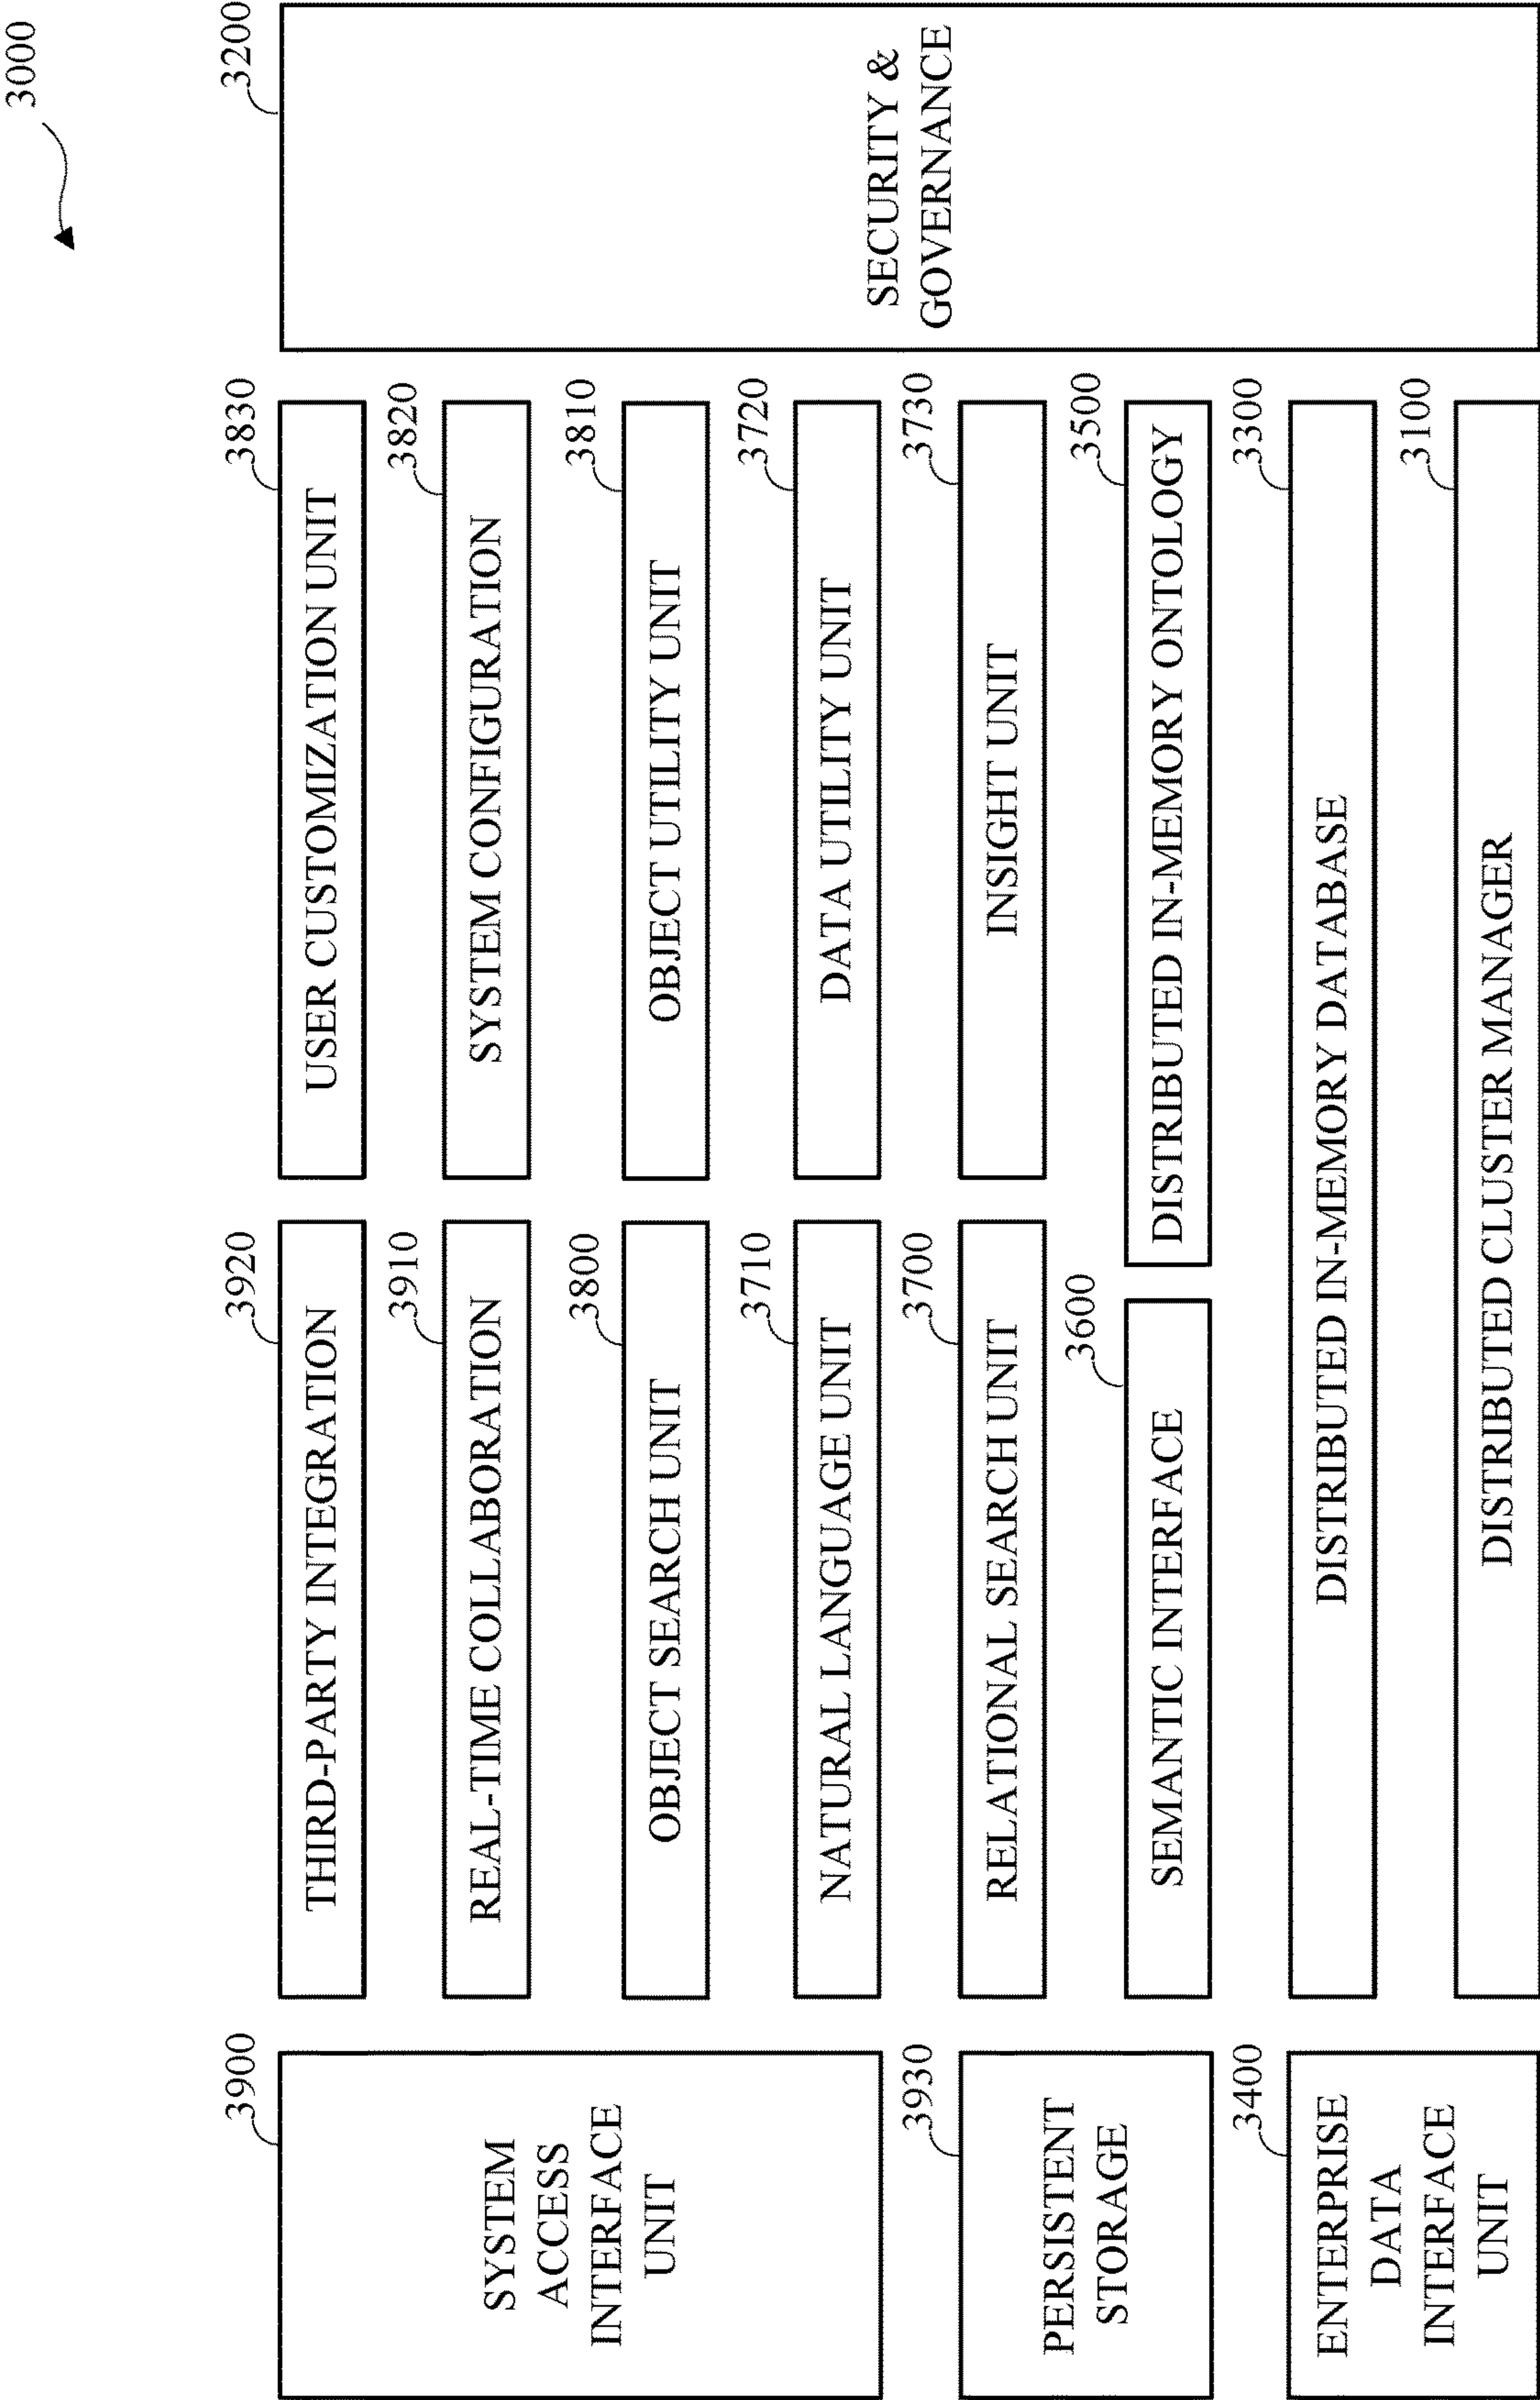 3000
3900
SYSTEM
ACCESS
INTERFACE
UNIT
3920
THIRD-PARTY INTEGRATION
3830
USER CUSTOMIZATION UNIT
3200
SECURITY &
GOVERNANCE
3910
REAL-TIME COLLABORATION
3820
SYSTEM CONFIGURATION
3800
OBJECT SEARCH UNIT
3810
OBJECT UTILITY UNIT
3710
NATURAL LANGUAGE UNIT
3720
DATA UTILITY UNIT
3930
PERSISTENT
STORAGE
3700
RELATIONAL SEARCH UNIT
3730
INSIGHT UNIT
3600
SEMANTIC INTERFACE
3500
DISTRIBUTED IN-MEMORY ONTOLOGY
3400
ENTERPRISE
DATA
INTERFACE
UNIT
3300
DISTRIBUTED IN-MEMORY DATABASE
3100
DISTRIBUTED CLUSTER MANAGER